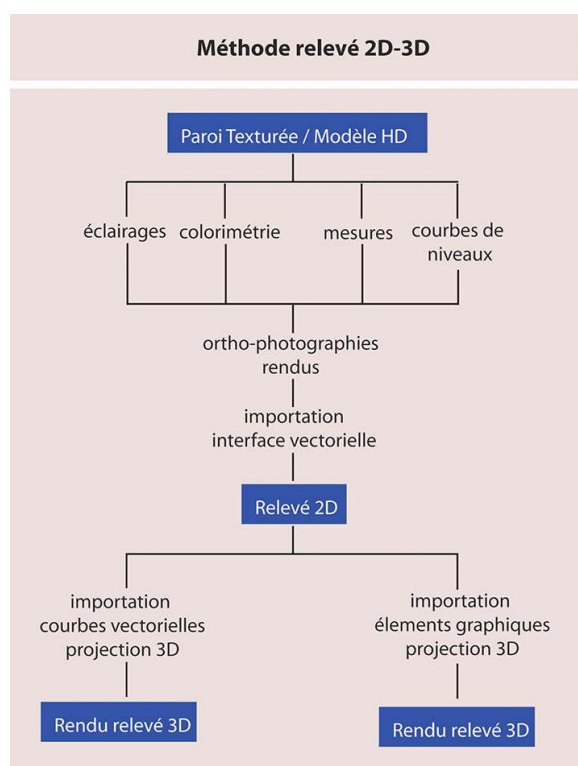 Méthode relevé 2D-3D
Paroi Texturée / Modèle HD
éclairages
colorimétrie
mesures
courbes de
niveaux
ortho-photographies
rendus
importation
interface vectorielle
Relevé 2D
importation
courbes vectorielles
projection 3D
importation
élements graphiques
projection 3D
Rendu relevé 3D
Rendu relevé 3D